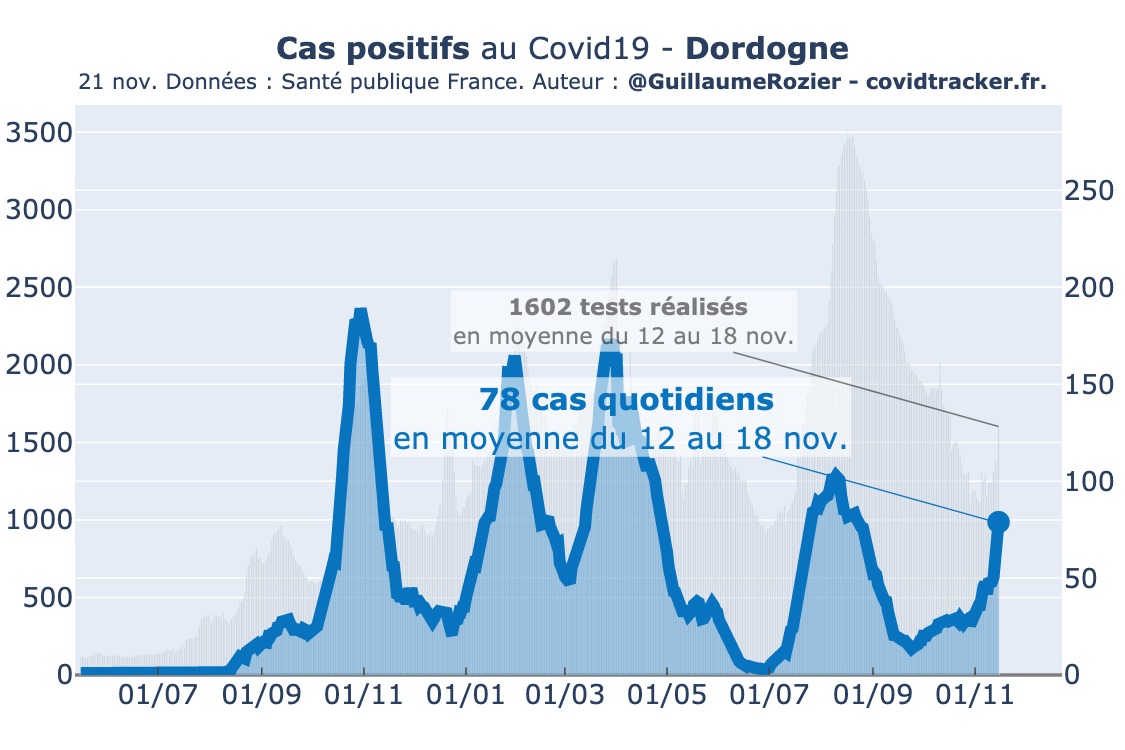 Cas positifs au Covid19 - Dordogne
21 nov. Données : Santé publique France. Auteur : @GuillaumeRozier - covidtracker.fr.
3500
3000
2500
2000
1500
1000
500
0
250
200
150
100
50
0
1602 tests réalisés
en moyenne du 12 au 18 nov.
78 cas quotidiens
en moyenne du 12 au 18 nov.
01/07 01/09 01/11 01/01 01/03 01/05 01/07 01/09 01/11